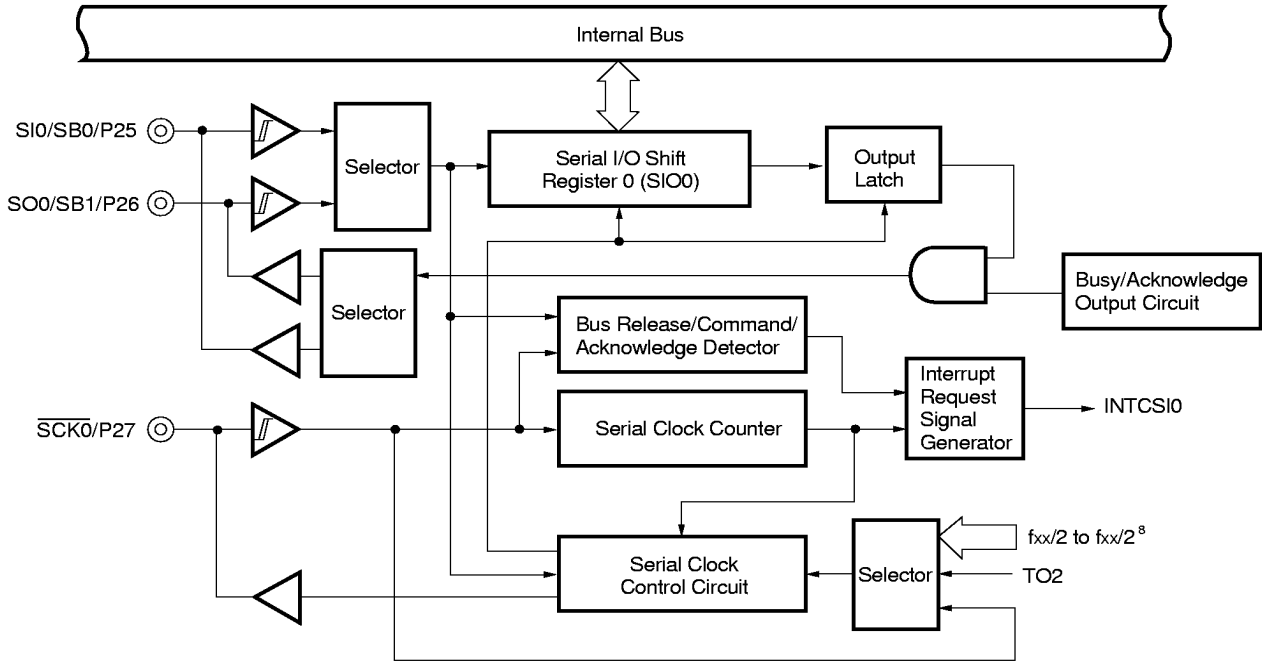 Internal Bus
SI0/SB0/P25
Selector
Serial I/O Shift
Register 0 (SIO0)
Output
Latch
SO0/SB1/P26
Selector
Busy/Acknowledge
Output Circuit
Bus Release/Command/
Acknowledge Detector
Interrupt
Request
Signal
Generator
INTCSI0
SCK0/P27
Serial Clock Counter
Serial Clock
Control Circuit
Selector
fxx/2 to fxx/2⁸
TO2